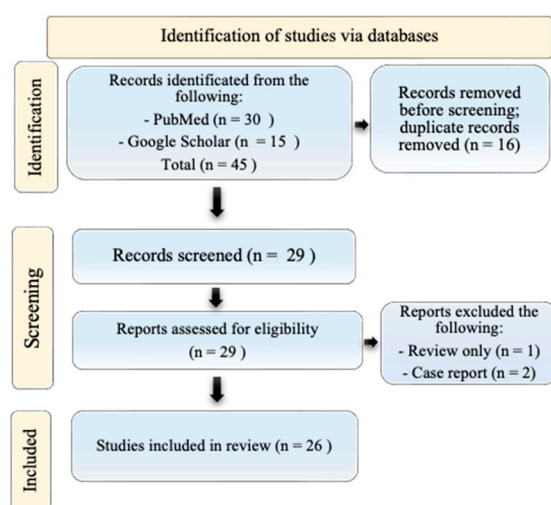 Identification of studies via databases
Identification
Records identified from the
following:
- PubMed (n = 30 )
- Google Scholar (n = 15 )
Total (n = 45 )
Records removed
before screening;
duplicate records
removed (n = 16)
Screening
Records screened (n = 29 )
Reports assessed for eligibility
(n = 29 )
Reports excluded the
following:
- Review only (n = 1)
- Case report (n = 2)
Included
Studies included in review (n = 26 )